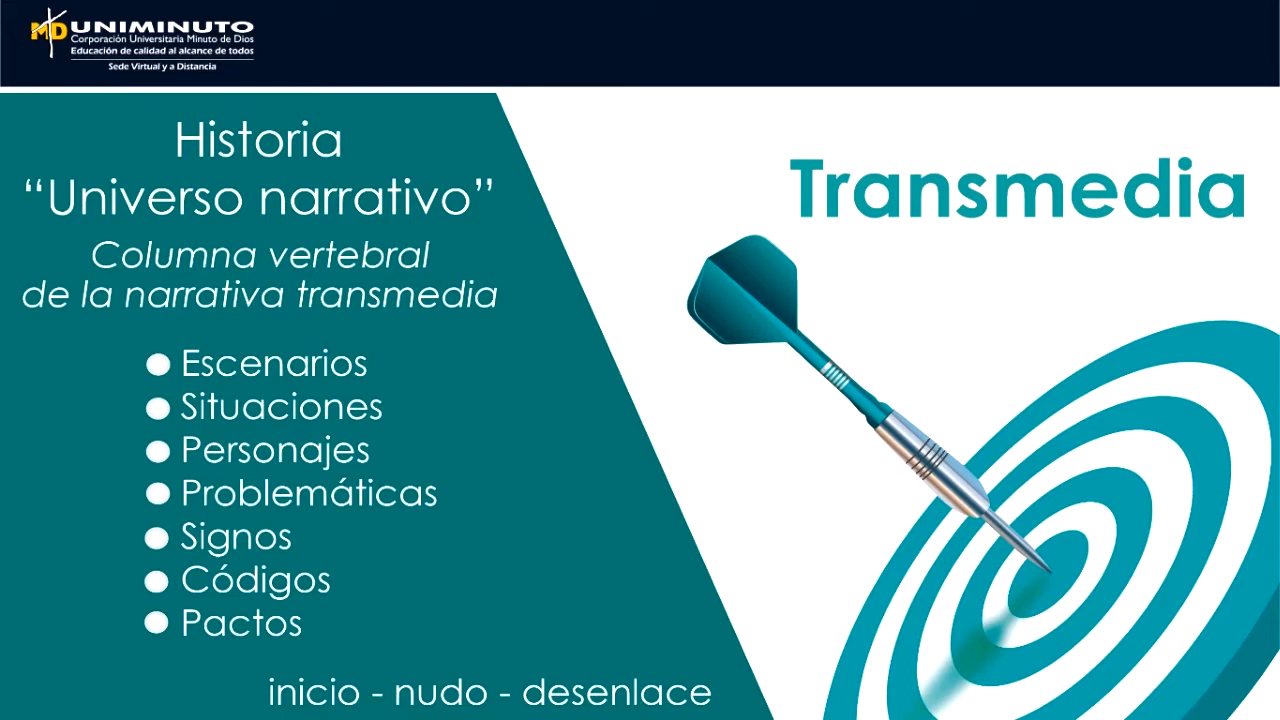 MD UNIMINUTO
Corporación Universitaria Minuto de Dios
Educación de calidad al alcance de todos
Sede Virtual y a Distancia
Historia
“Universo narrativo”
Columna vertebral
de la narrativa transmedia
Escenarios
Situaciones
Personajes
Problemáticas
Signos
Códigos
Pactos
inicio - nudo - desenlace
Transmedia